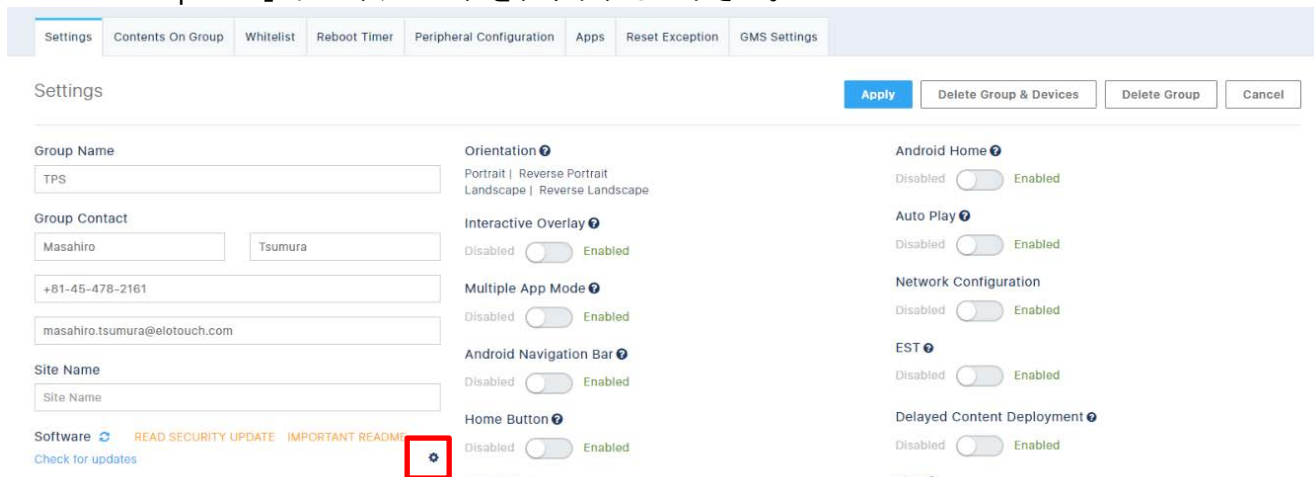 Settings Contents On Group Whitelist Reboot Timer Peripheral Configuration Apps Reset Exception GMS Settings
Settings
Apply Delete Group & Devices Delete Group Cancel
Group Name
TPS
Group Contact
Masahiro Tsumura
+81-45-478-2161
masahiro.tsumura@elotouch.com
Site Name
Site Name
Software READ SECURITY UPDATE IMPORTANT README
Check for updates
Orientation
Portrait | Reverse Portrait
Landscape | Reverse Landscape
Interactive Overlay
Disabled Enabled
Multiple App Mode
Disabled Enabled
Android Navigation Bar
Disabled Enabled
Home Button
Disabled Enabled
Android Home
Disabled Enabled
Auto Play
Disabled Enabled
Network Configuration
Disabled Enabled
EST
Disabled Enabled
Delayed Content Deployment
Disabled Enabled